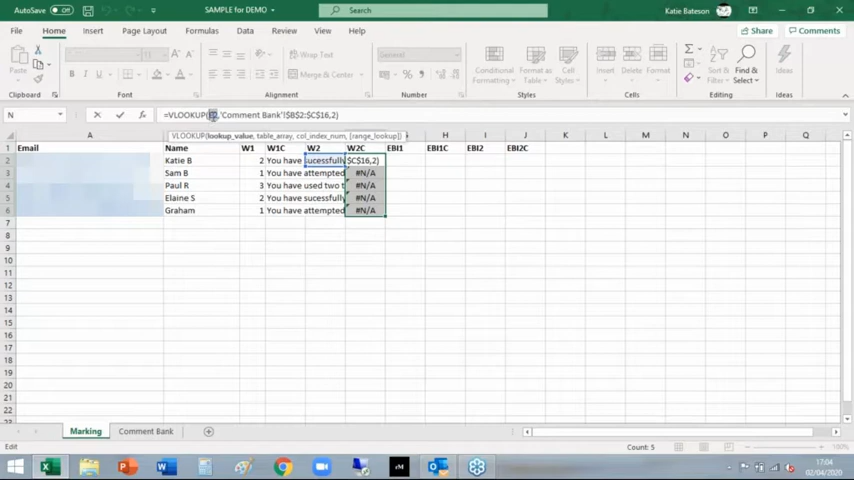 AutoSave Off SAMPLE for DEMO Search Katie Bateson
File Home Insert Page Layout Formulas Data Review View Help Share Comments
Paste General Wrap Text
Merge & Center Conditional Formatting Format as Table Cell Styles Insert Delete Format Sort & Filter Find & Select Ideas
Clipboard Font Alignment Number Styles Cells Editing Ideas
N =VLOOKUP(E2,'Comment Bank'!$B$2:$C$16,2)
VLOOKUP(lookup_value, table_array, col_index_num, [range_lookup])
A H I J K L M N O P Q
1 Email Name W1 W1C W2 W2C EBI1 EBI1C EBI2 EBI2C
2 Katie B 2 You have sucessfully $C$16,2)
3 Sam B 1 You have attempted #N/A
4 Paul R 3 You have used two t #N/A
5 Elaine S 2 You have sucessfully #N/A
6 Graham 1 You have attempted #N/A
7
8
9
10
11
12
13
14
15
16
17
18
19
20
21
22
Marking Comment Bank
Edit Count: 5 100%
17:04
02/04/2020